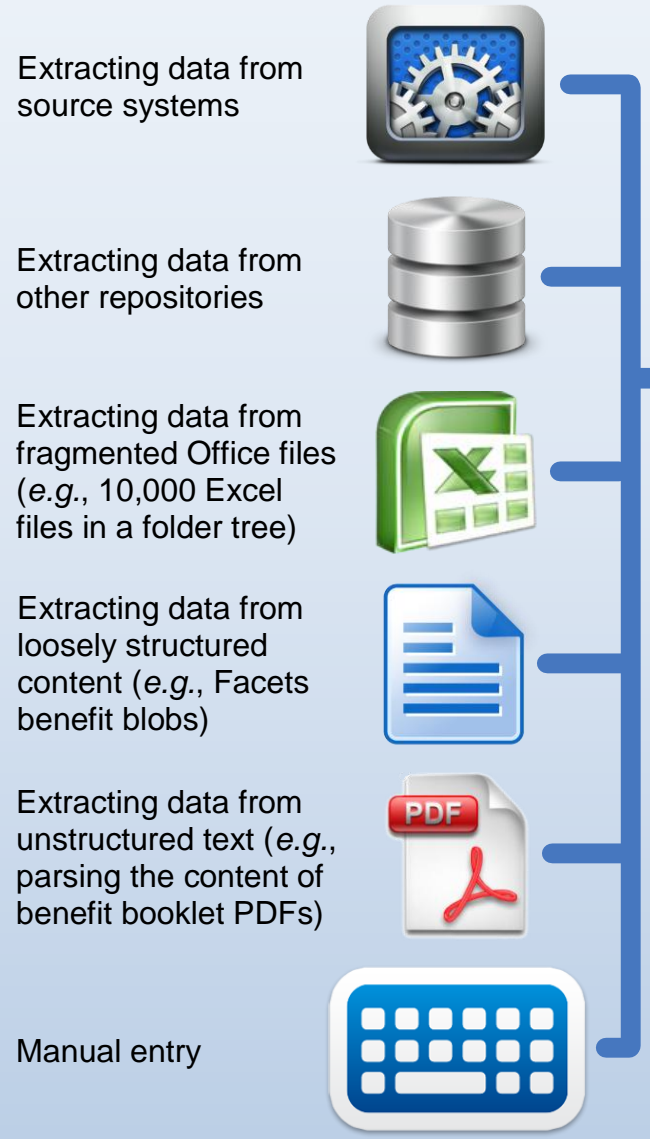 Extracting data from
source systems
Extracting data from
other repositories
Extracting data from
fragmented Office files
(e.g., 10,000 Excel
files in a folder tree)
Extracting data from
loosely structured
content (e.g., Facets
benefit blobs)
Extracting data from
unstructured text (e.g.,
parsing the content of
benefit booklet PDFs)
PDF
Manual entry